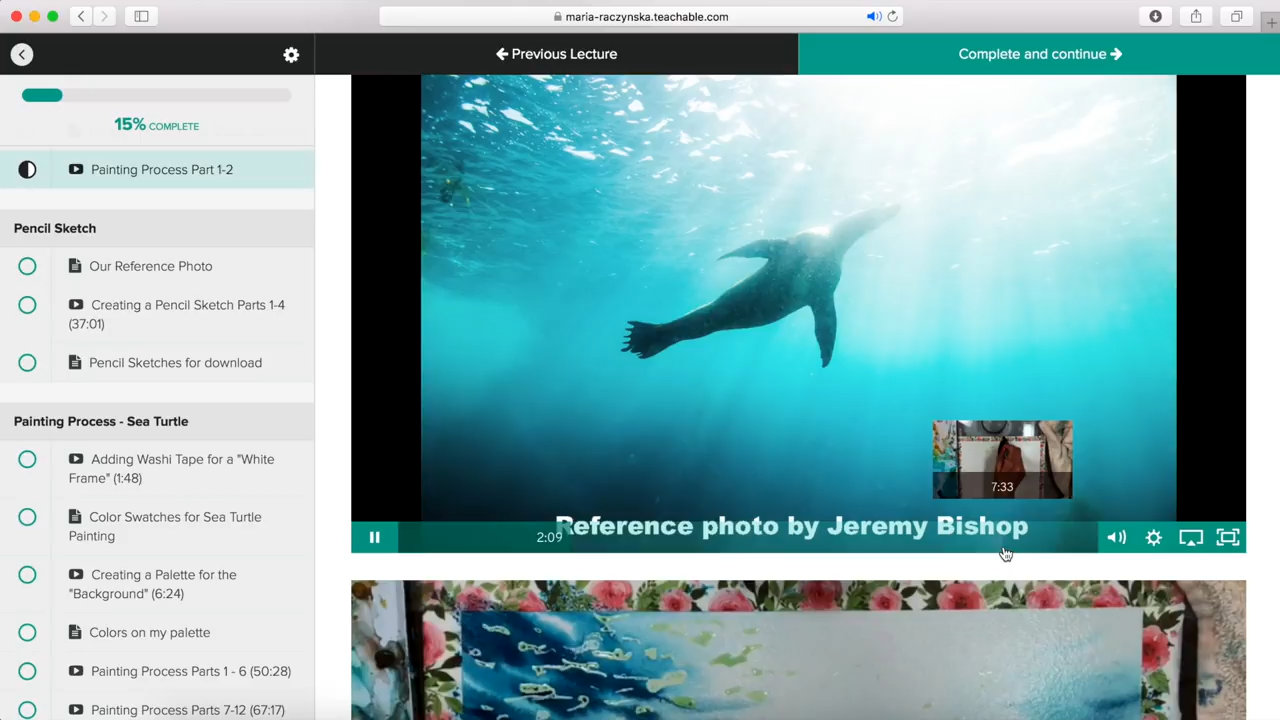 maria-raczynska.teachable.com
Previous Lecture
Complete and continue
15% COMPLETE
Painting Process Part 1-2
Pencil Sketch
Our Reference Photo
Creating a Pencil Sketch Parts 1-4
(37:01)
Pencil Sketches for download
Painting Process - Sea Turtle
Adding Washi Tape for a "White
Frame" (1:48)
Color Swatches for Sea Turtle
Painting
Creating a Palette for the
"Background" (6:24)
Colors on my palette
Painting Process Parts 1 - 6 (50:28)
Painting Process Parts 7-12 (67:17)
7:33
Reference photo by Jeremy Bishop
2:09